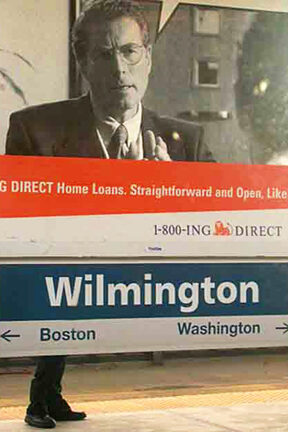 G DIRECT Home Loans. Straightforward and Open, Like
1-800-ING DIRECT
Wilmington
← Boston Washington →